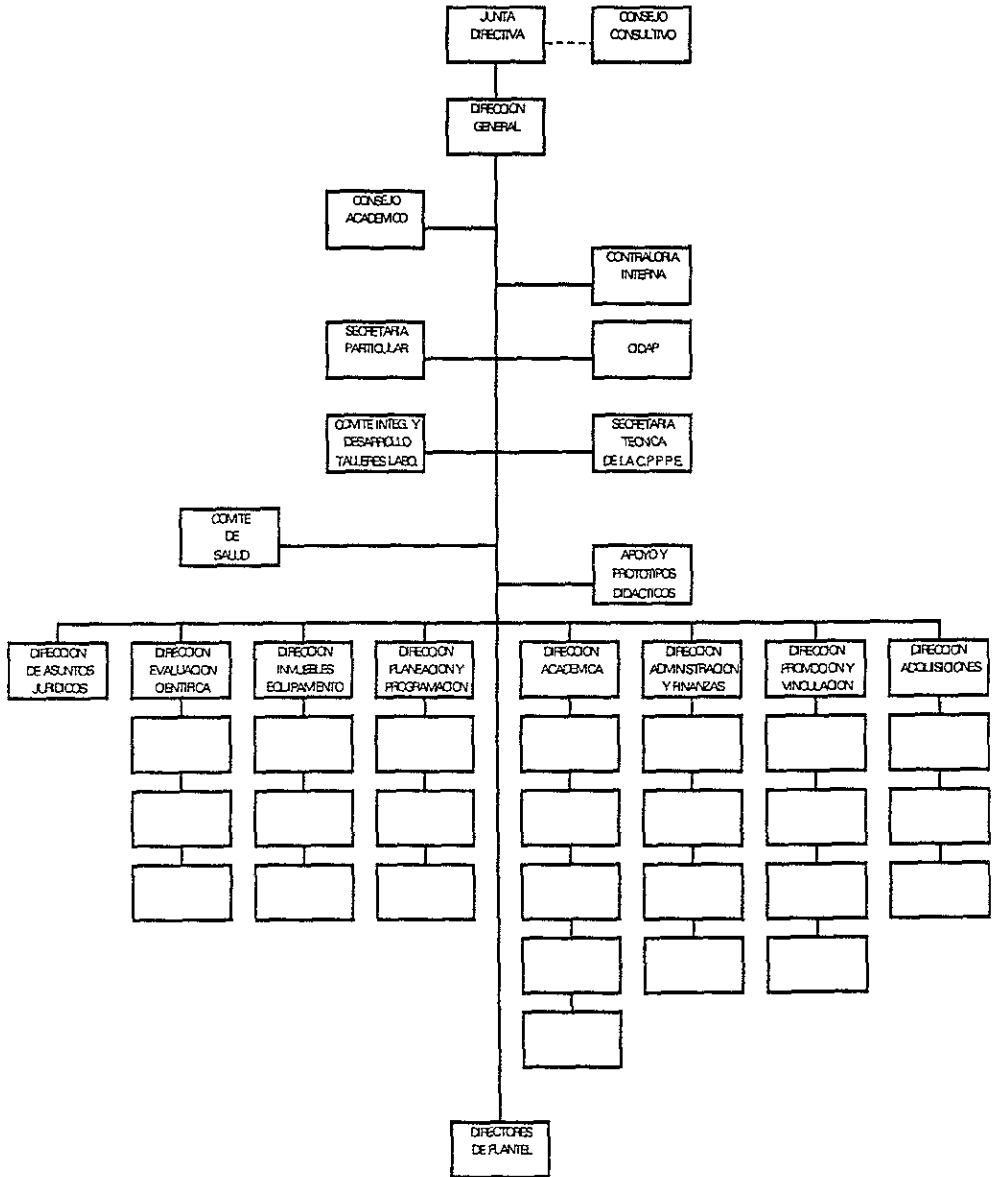 JUNTA
DIRECTIVA
CONSEJO
CONSULTIVO
DIRECCION
GENERAL
CONSEJO
ACADEMICO
CONTRALORIA
INTERNA
SECRETARIA
PARTICULAR
CIDAP
COMITE INTEG. Y
DESARROLLO
TALLERES LABO.
SECRETARIA
TECNICA
DE LA C.P.P.P.E.
COMITE
DE
SALUD
APOYO Y
PROTOTIPOS
DIDACTICOS
DIRECCION
DE ASUNTOS
JURIDICOS
DIRECCION
EVALUACION
CIENTIFICA
DIRECCION
INMUEBLES
EQUIPAMENTO
DIRECCION
PLANEACION Y
PROGRAMACION
DIRECCION
ACADEMICA
DIRECCION
ADMINISTRACION
Y FINANZAS
DIRECCION
PROMOCION Y
VINCULACION
DIRECCION
ADQUISICIONES
DIRECTORES
DE PLANTEL